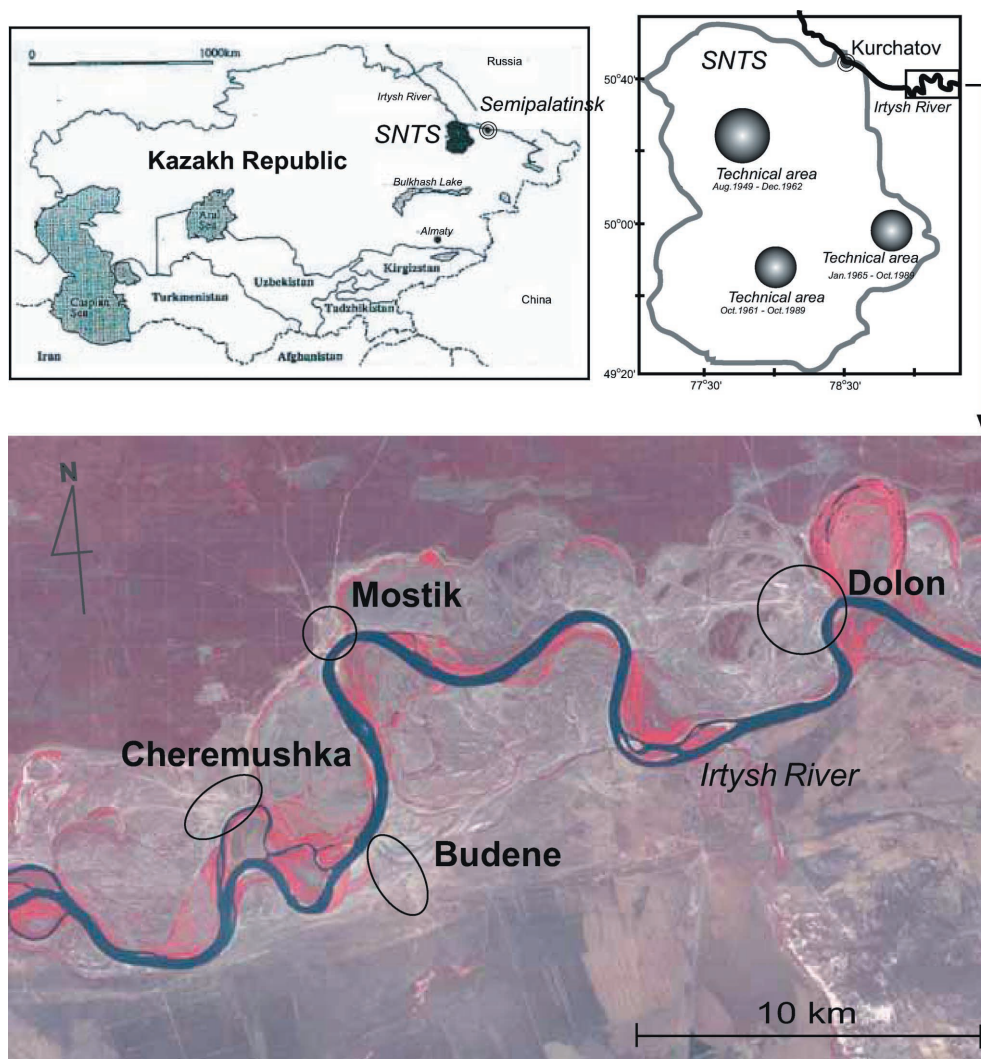 0
1000km
Russia
Irtysh River
Semipalatinsk
SNTS
Kazakh Republic
Bulkhash Lake
Aral
Sea
Almaty
Kirgizstan
Uzbekistan
China
Caspian
Sea
Turkmenistan
Tadzhikistan
Iran
Afghanistan
SNTS
Kurchatov
50°40'
Irtysh River
Technical area
Aug.1949 - Dec.1962
50°00'
Technical area
Jan.1965 - Oct.1989
Technical area
Oct.1961 - Oct.1989
49°20'
77°30'
78°30'
N
Mostik
Dolon
Cheremushka
Irtysh River
Budene
10 km